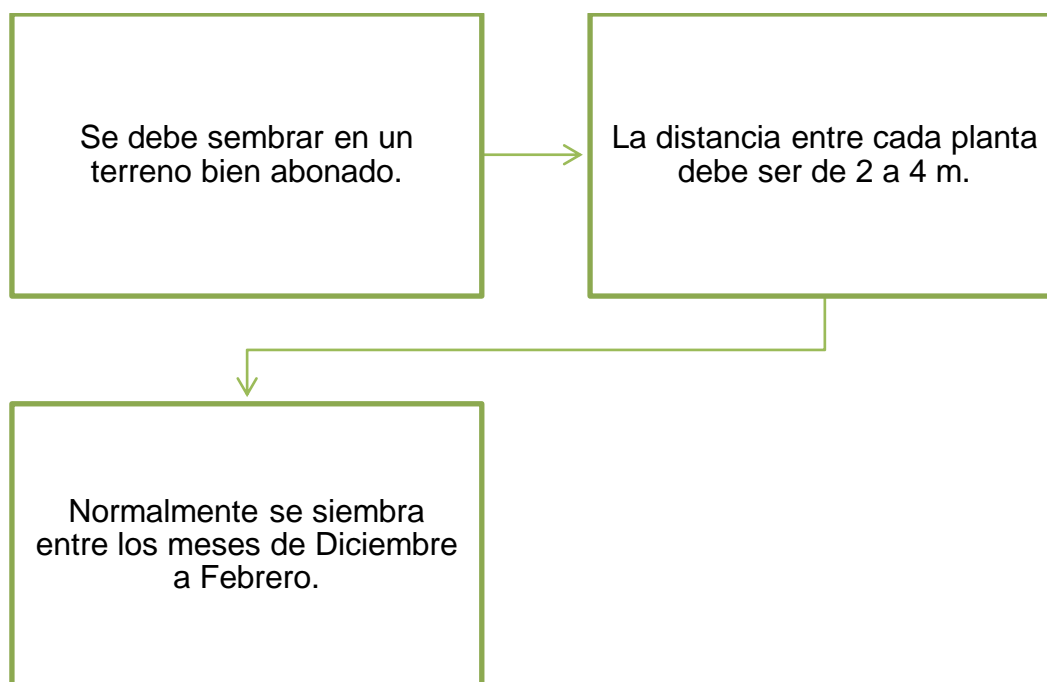 Se debe sembrar en un
terreno bien abonado.
La distancia entre cada planta
debe ser de 2 a 4 m.
Normalmente se siembra
entre los meses de Diciembre
a Febrero.